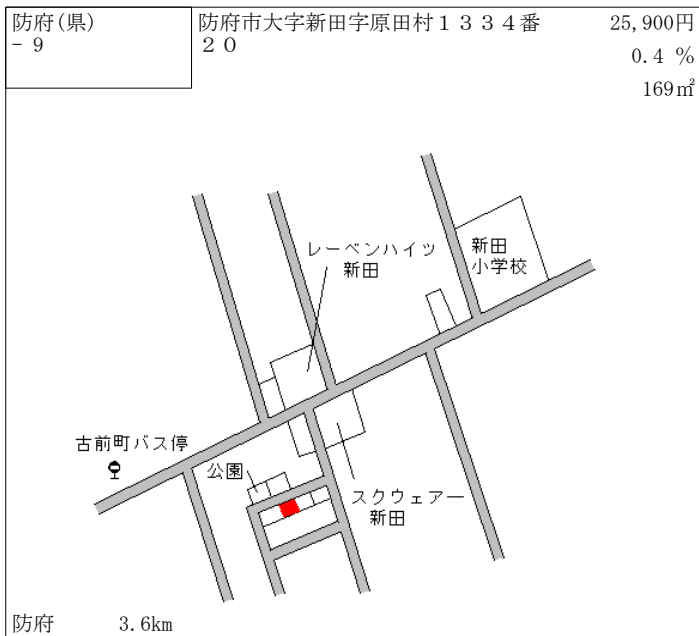 防府(県)
- 9
防府市大字新田字原田村１３３４番
２０
25,900円
0.4 %
169㎡
レーベンハイツ
新田
新田
小学校
古前町バス停
公園
スクウェアー
新田
防府 3.6km